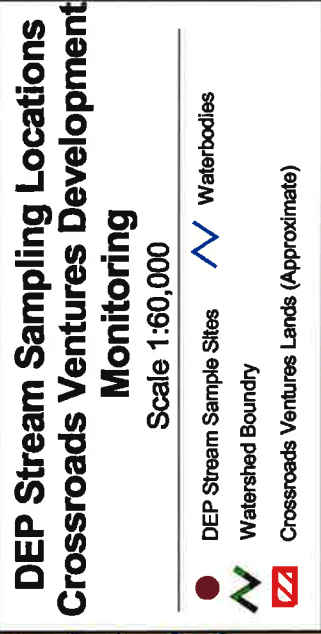 DEP Stream Sampling Locations
Crossroads Ventures Development
Monitoring
Scale 1:60,000
DEP Stream Sample Sites
Waterbodies
Watershed Boundry
Crossroads Ventures Lands (Approximate)